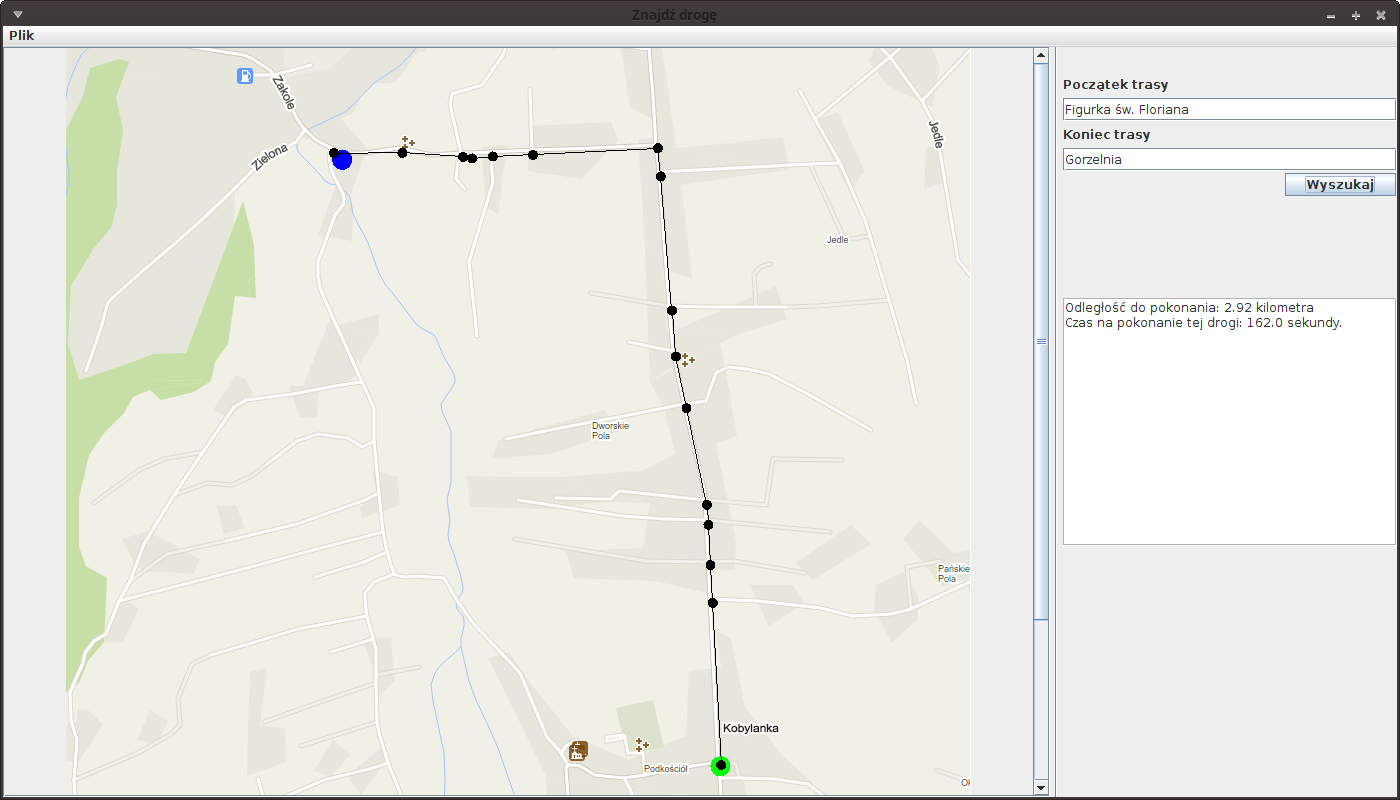 Znajdź drogę
Plik
Zakole
Zielona
Jedle
Jedle
Dworskie
Pola
Pańskie
Pola
Kobylanka
Podkościół
Początek trasy
Figurka św. Floriana
Koniec trasy
Gorzelnia
Wyszukaj
Odległość do pokonania: 2.92 kilometra
Czas na pokonanie tej drogi: 162.0 sekundy.